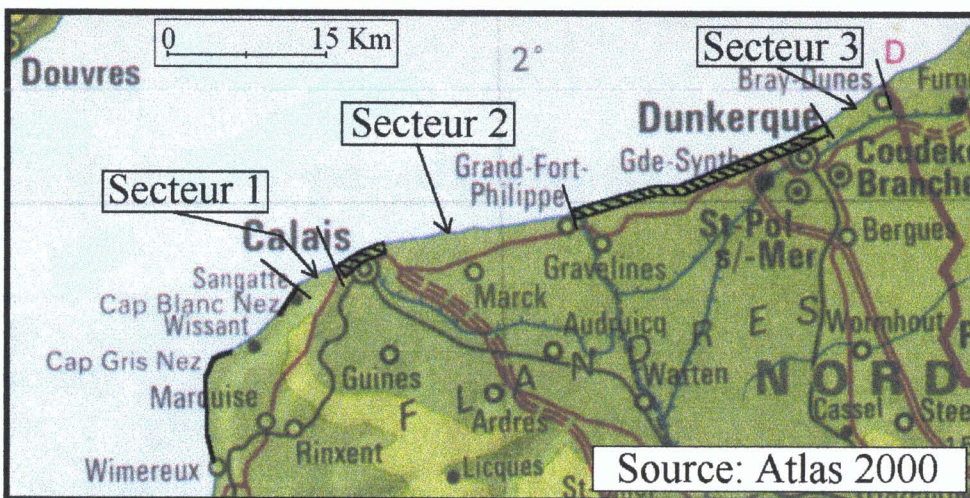 0 15 Km
Secteur 3
D
2°
Bray-Dunes
Furn
Douvres
Dunkerque
Secteur 2
Gde-Synth
Coudeke
Grand-Fort-
Philippe
Branche
Secteur 1
St-Pol
s/-Mer
Bergues
Calais
Gravelines
Sangatte
Marck
Cap Blanc Nez
Wissant
Audruicq
Wormhout
Cap Gris Nez
Guines
Watten
NORD
Marquise
FLANDRES
Ardres
Cassel
Stee
Rinxent
Wimereux
Licques
Source: Atlas 2000